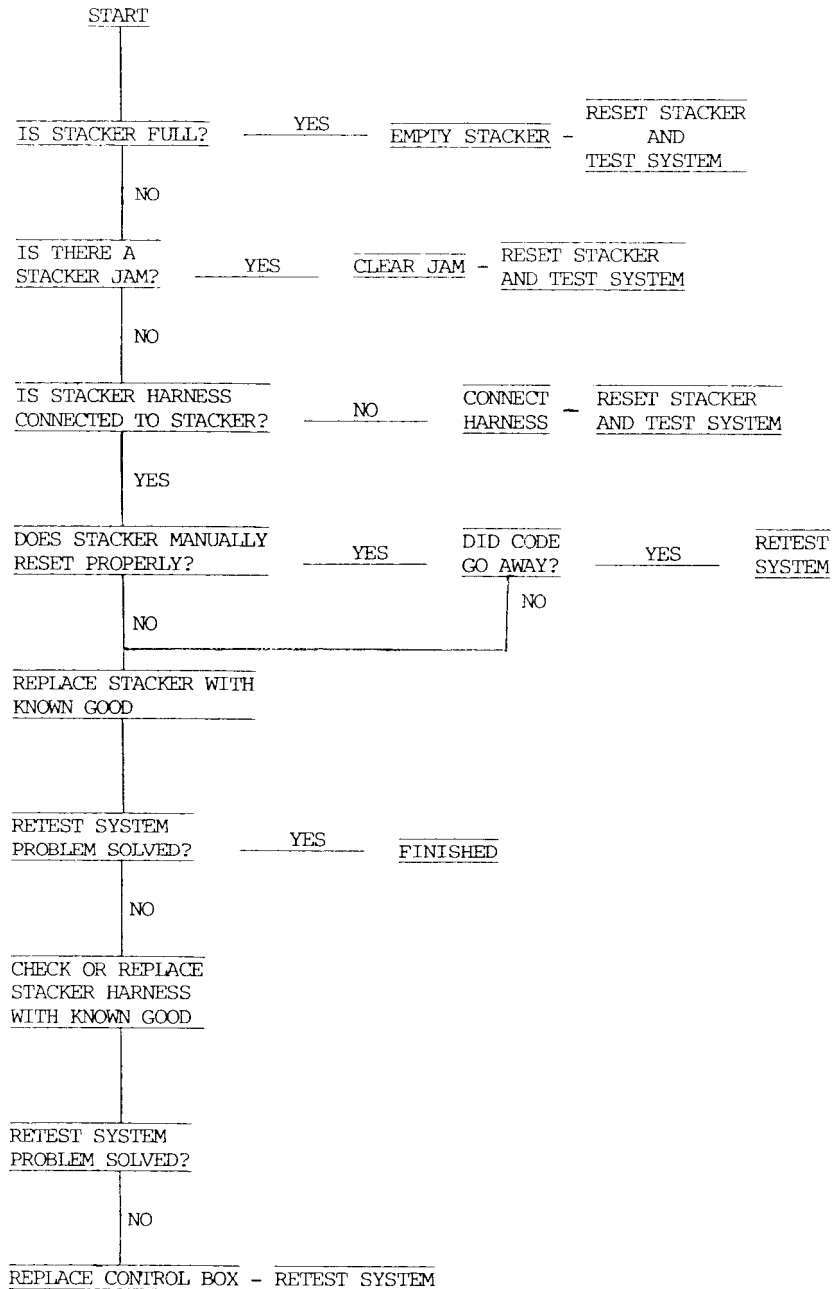 START
IS STACKER FULL?
YES
EMPTY STACKER -
RESET STACKER
AND
TEST SYSTEM
NO
IS THERE A
STACKER JAM?
YES
CLEAR JAM -
RESET STACKER
AND TEST SYSTEM
NO
IS STACKER HARNESS
CONNECTED TO STACKER?
NO
CONNECT
HARNESS -
RESET STACKER
AND TEST SYSTEM
YES
DOES STACKER MANUALLY
RESET PROPERLY?
YES
DID CODE
GO AWAY?
YES
RETEST
SYSTEM
NO
NO
REPLACE STACKER WITH
KNOWN GOOD
RETEST SYSTEM
PROBLEM SOLVED?
YES
FINISHED
NO
CHECK OR REPLACE
STACKER HARNESS
WITH KNOWN GOOD
RETEST SYSTEM
PROBLEM SOLVED?
NO
REPLACE CONTROL BOX - RETEST SYSTEM